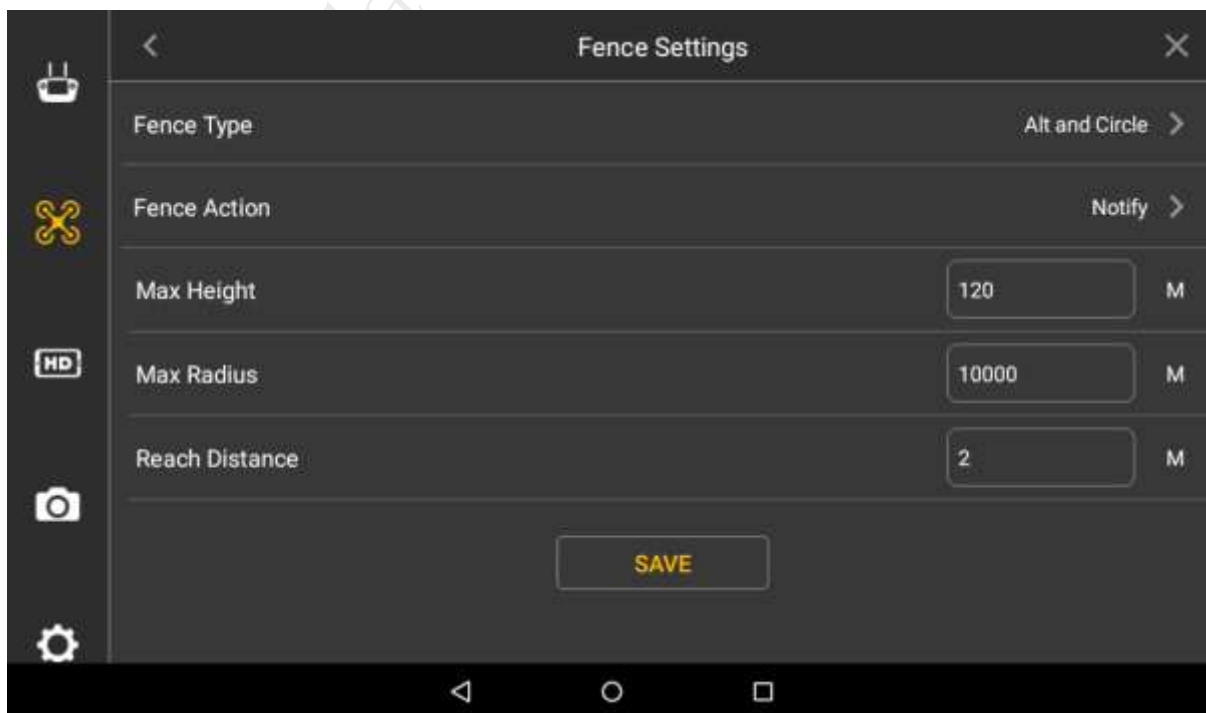 Fence Settings
Fence Type Alt and Circle
Fence Action Notify
Max Height 120 M
HD
Max Radius 10000 M
Reach Distance 2 M
SAVE